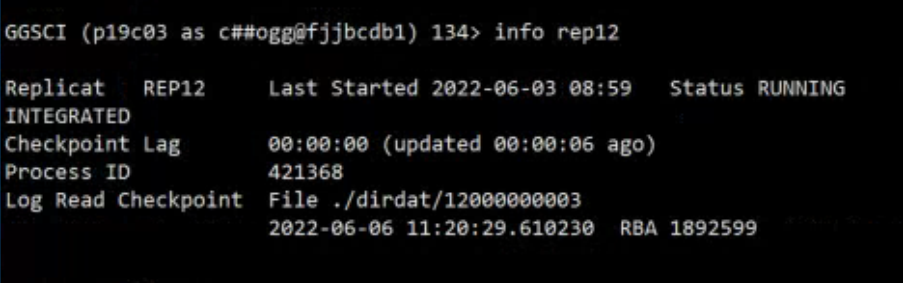 GGSCI (p19c03 as c##ogg@fjjbcdb1) 134> info rep12
Replicat REP12 Last Started 2022-06-03 08:59 Status RUNNING
INTEGRATED
Checkpoint Lag 00:00:00 (updated 00:00:06 ago)
Process ID 421368
Log Read Checkpoint File ./dirdat/12000000003
2022-06-06 11:20:29.610230 RBA 1892599